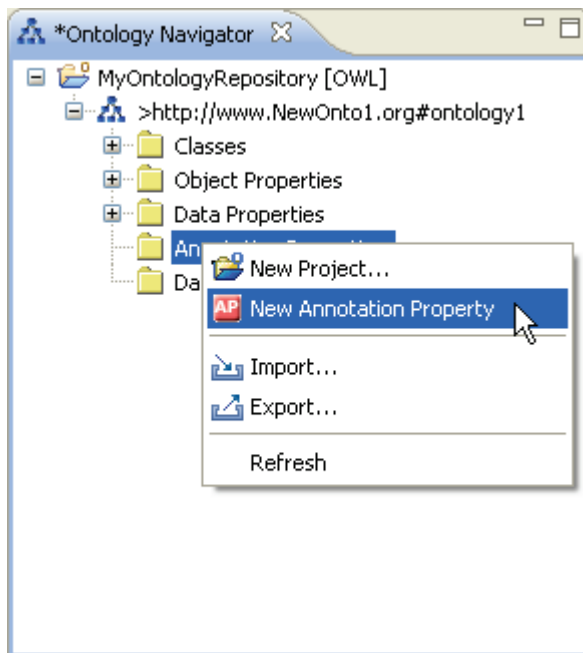 *Ontology Navigator
MyOntologyRepository [OWL]
>http://www.NewOnto1.org#ontology1
Classes
Object Properties
Data Properties
New Project...
AP New Annotation Property
Import...
Export...
Refresh